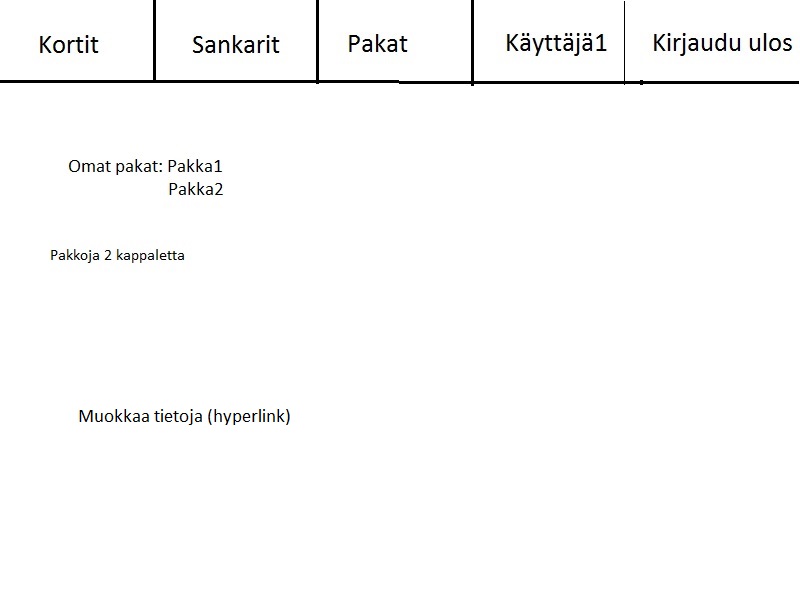 Kortit Sankarit Pakat Käyttäjä1 Kirjaudu ulos
Omat pakat: Pakka1
Pakka2
Pakkoja 2 kappaletta
Muokkaa tietoja (hyperlink)